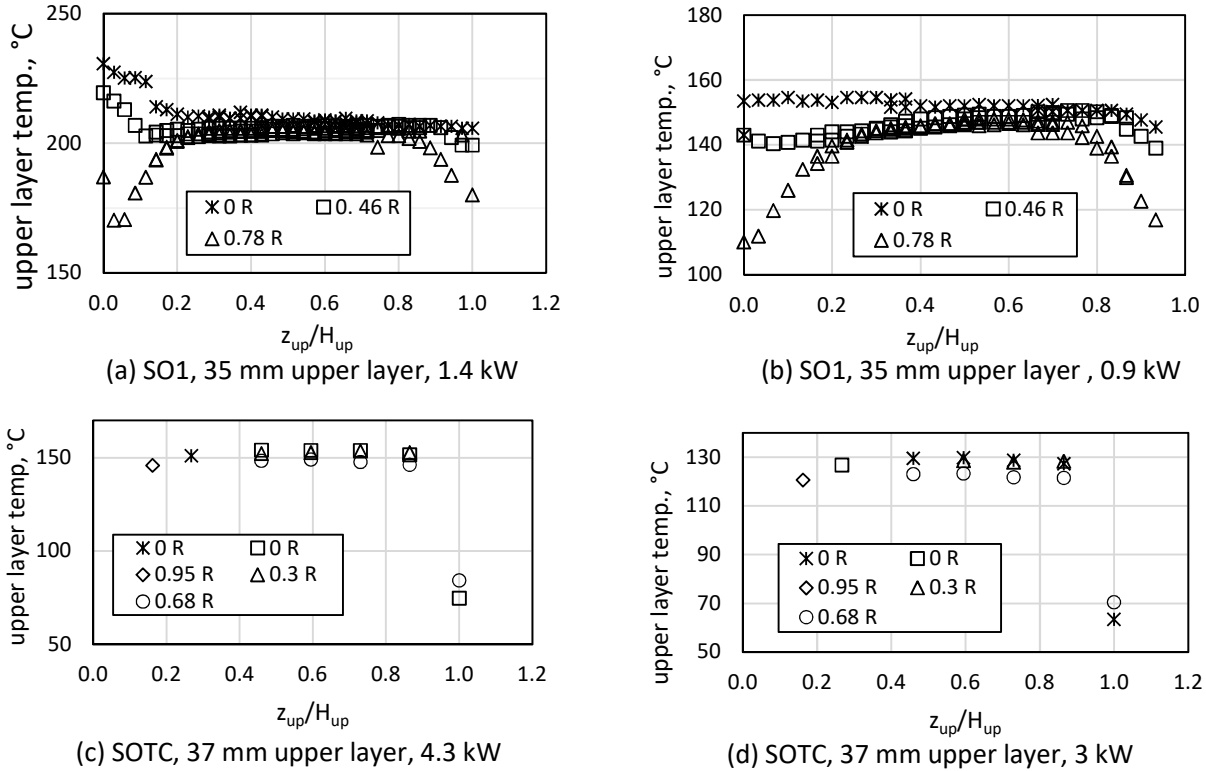 250
200
150
0.0 0.2 0.4 0.6 0.8 1.0 1.2
upper layer temp., °C
z_up/H_up
0 R 0. 46 R
0.78 R
(a) SO1, 35 mm upper layer, 1.4 kW
180
160
140
120
100
0.0 0.2 0.4 0.6 0.8 1.0
upper layer temp., °C
z_up/H_up
0 R 0.46 R
0.78 R
(b) SO1, 35 mm upper layer , 0.9 kW
150
100
50
0.0 0.2 0.4 0.6 0.8 1.0 1.2
upper layer temp, °C
z_up/H_up
0 R 0 R
0.95 R 0.3 R
0.68 R
(c) SOTC, 37 mm upper layer, 4.3 kW
130
110
90
70
50
0.0 0.2 0.4 0.6 0.8 1.0 1.2
upper layer temp., °C
z_up/H_up
0 R 0 R
0.95 R 0.3 R
0.68 R
(d) SOTC, 37 mm upper layer, 3 kW